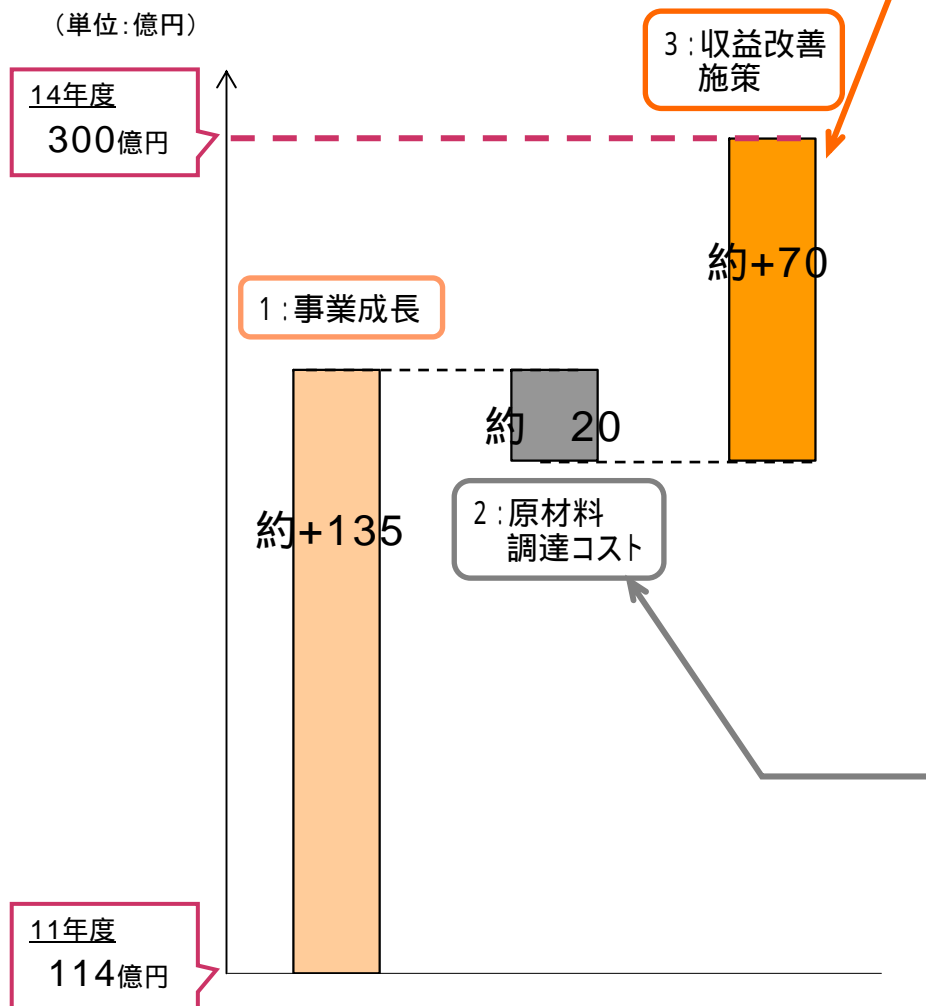 （単位：億円）
3：収益改善
施策
14年度
300億円
約+70
1：事業成長
約 20
約+135
2：原材料
調達コスト
11年度
114億円